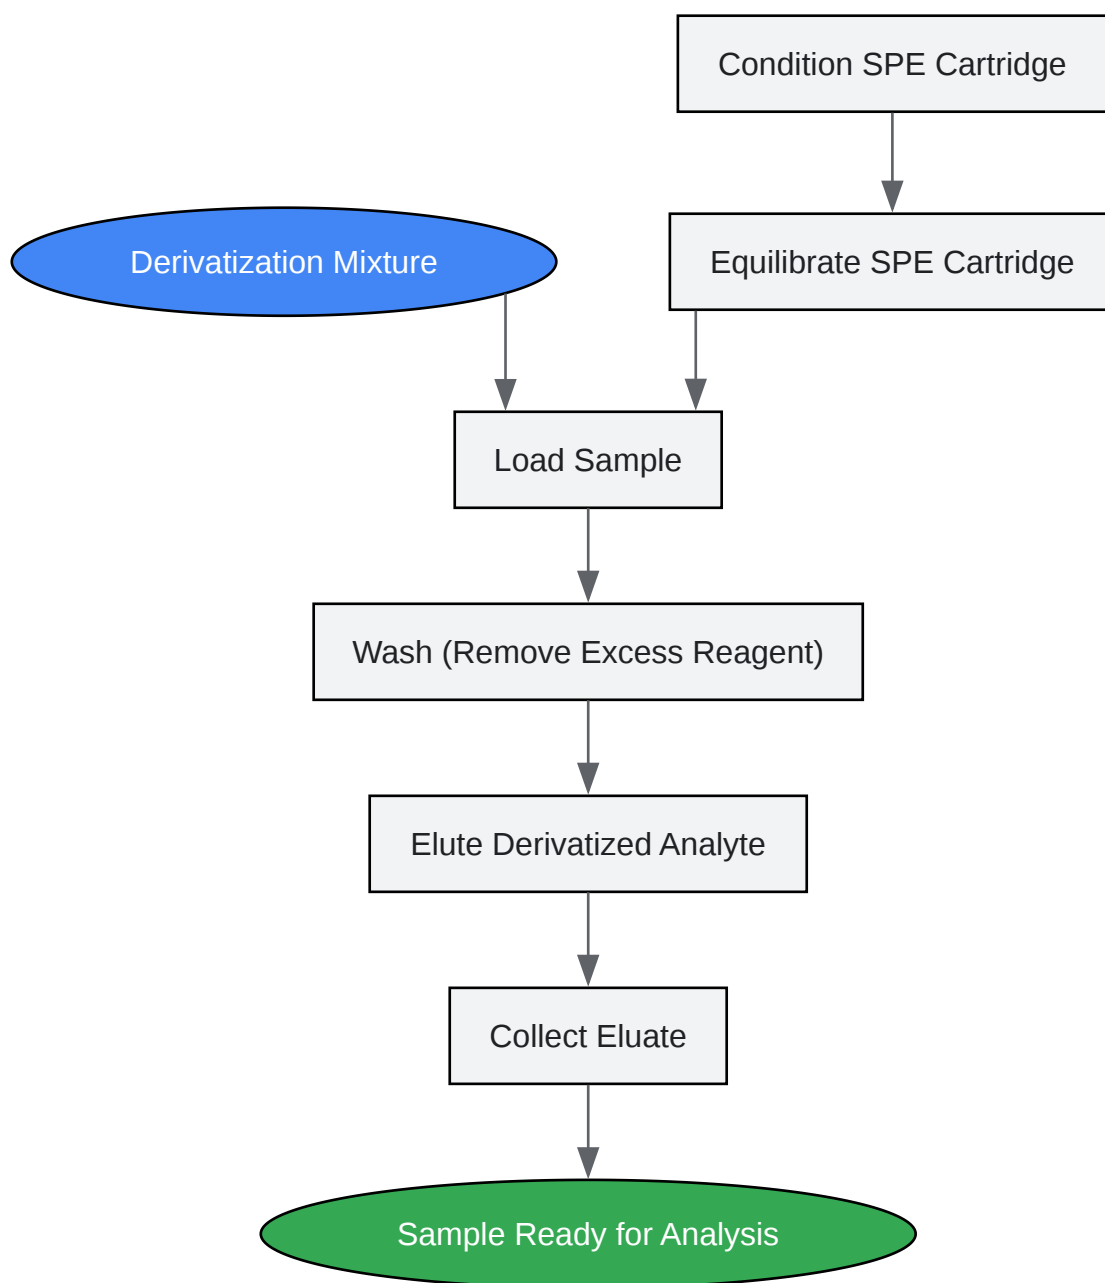 Condition SPE Cartridge
Derivatization Mixture
Equilibrate SPE Cartridge
Load Sample
Wash (Remove Excess Reagent)
Elute Derivatized Analyte
Collect Eluate
Sample Ready for Analysis